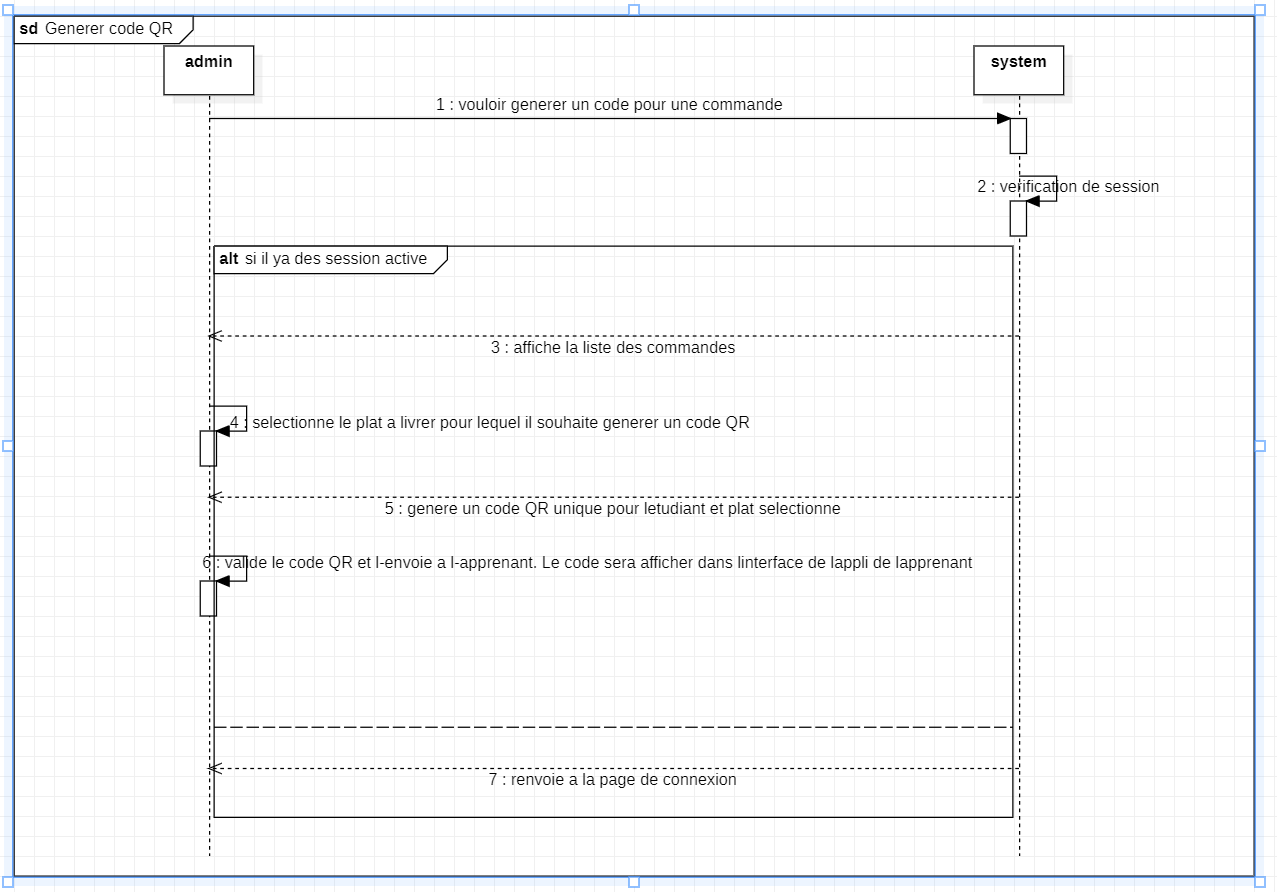 sd Generer code QR
admin
system
1 : vouloir generer un code pour une commande
2 : verification de session
alt si il ya des session active
3 : affiche la liste des commandes
4 : selectionne le plat a livrer pour lequel il souhaite generer un code QR
5 : genere un code QR unique pour letudiant et plat selectionne
6 : valide le code QR et l-envoie a l-apprenant. Le code sera afficher dans linterface de lappli de lapprenant
7 : renvoie a la page de connexion